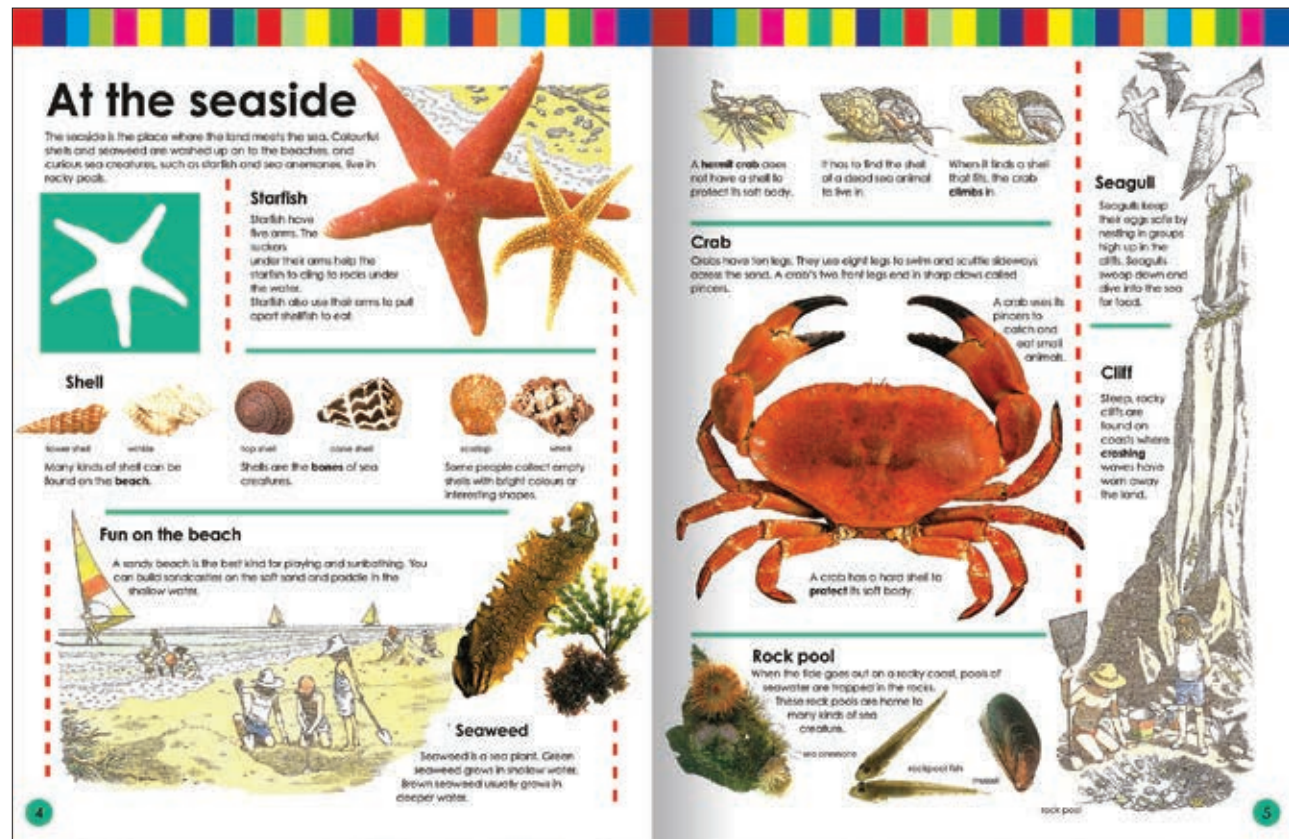 At the seaside
The seaside is the place where the land meets the sea. Colourful
shells and seaweed are washed up on to the beaches, and
curious sea creatures, such as starfish and sea anemones, live in
rocky pools.
Starfish
Starfish have
five arms. The
suckers
under their arms help the
starfish to cling to rocks under
the water.
Starfish also use their arms to pull
apart shellfish to eat.
Shell
tower shell
winkle
top shell
cone shell
scallop
whelk
Many kinds of shell can be
found on the beach.
Shells are the bones of sea
creatures.
Some people collect empty
shells with bright colours or
interesting shapes.
Fun on the beach
A sandy beach is the best kind for playing and sunbathing. You
can build sandcastles on the soft sand and paddle in the
shallow water.
Seaweed
Seaweed is a sea plant. Green
seaweed grows in shallow water.
Brown seaweed usually grows in
deeper water.
4
A hermit crab does
not have a shell to
protect its soft body.
It has to find the shell
of a dead sea animal
to live in.
When it finds a shell
that fits, the crab
climbs in.
Crab
Crabs have ten legs. They use eight legs to swim and scuttle sideways
across the sand. A crab's two front legs end in sharp claws called
pincers.
A crab uses its
pincers to
catch and
eat small
animals.
A crab has a hard shell to
protect its soft body.
Rock pool
When the tide goes out on a rocky coast, pools of
seawater are trapped in the rocks.
These rock pools are home to
many kinds of sea
creature.
sea anemone
rockpool fish
mussel
Seagull
Seagulls keep
their eggs safe by
nesting in groups
high up in the
cliffs. Seagulls
swoop down and
dive into the sea
for food.
Cliff
Steep, rocky
cliffs are
found on
coasts where
crashing
waves have
worn away
the land.
rock pool
5